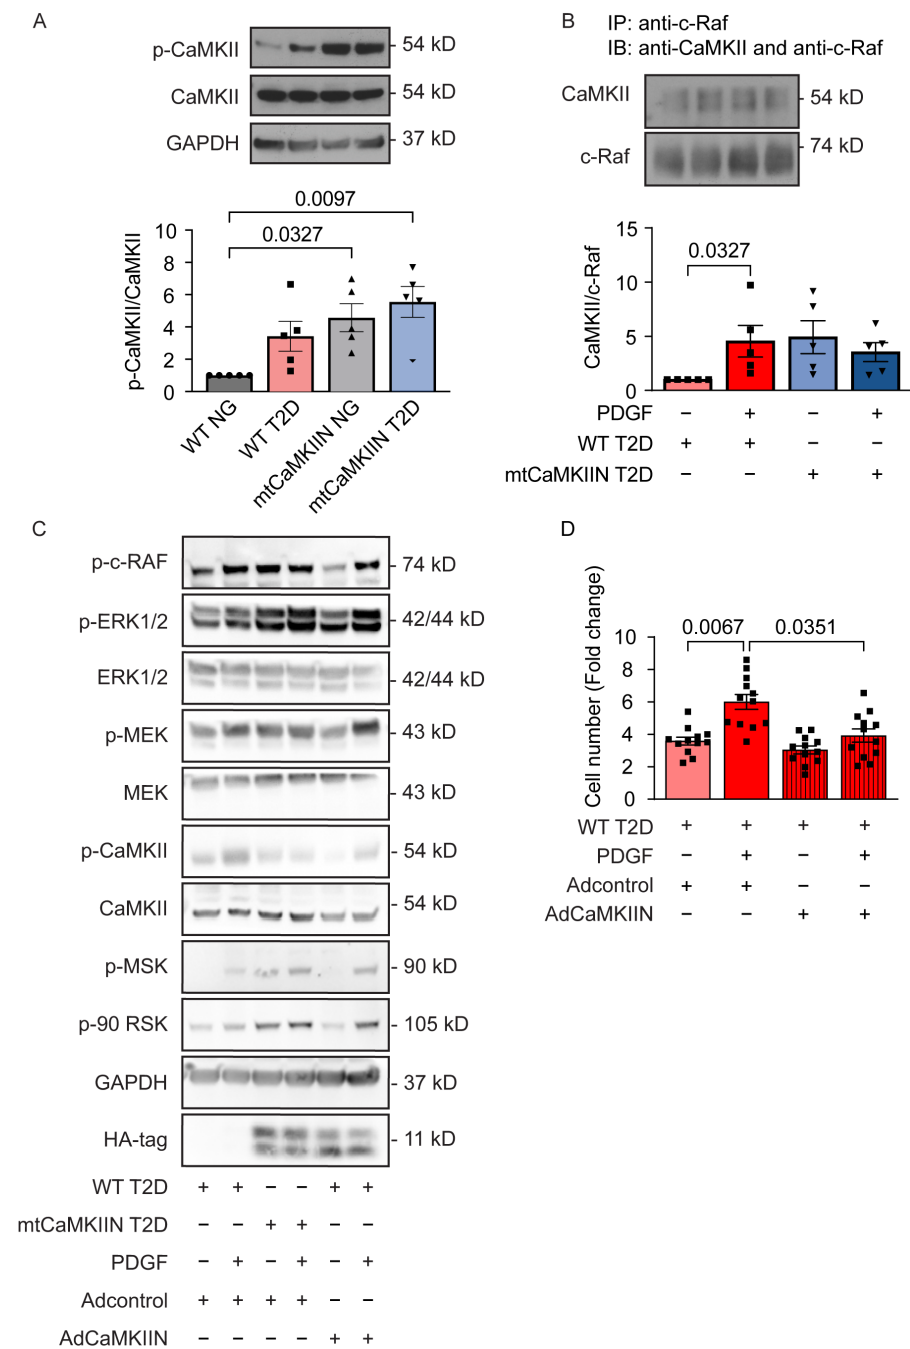 A
p-CaMKII
54 kD
CaMKII
54 kD
GAPDH
37 kD
0.0097
0.0327
p-CaMKII/CaMKII
10
8
6
4
2
0
WT NG
WT T2D
mtCaMKIIN NG
mtCaMKIIN T2D
B
IP: anti-c-Raf
IB: anti-CaMKII and anti-c-Raf
CaMKII
54 kD
c-Raf
74 kD
CaMKII/c-Raf
15
10
5
0
0.0327
PDGF − + − +
WT T2D + + − −
mtCaMKIIN T2D − − + +
C
p-c-RAF
74 kD
p-ERK1/2
42/44 kD
ERK1/2
42/44 kD
p-MEK
43 kD
MEK
43 kD
p-CaMKII
54 kD
CaMKII
54 kD
p-MSK
90 kD
p-90 RSK
105 kD
GAPDH
37 kD
HA-tag
11 kD
WT T2D + + − − + +
mtCaMKIIN T2D − − + + − −
PDGF − + − + − +
Adcontrol + + + + − −
AdCaMKIIN − − − − + +
D
Cell number (Fold change)
10
8
6
4
2
0
0.0067
0.0351
WT T2D + + + +
PDGF − + − +
Adcontrol + + − −
AdCaMKIIN − − + +